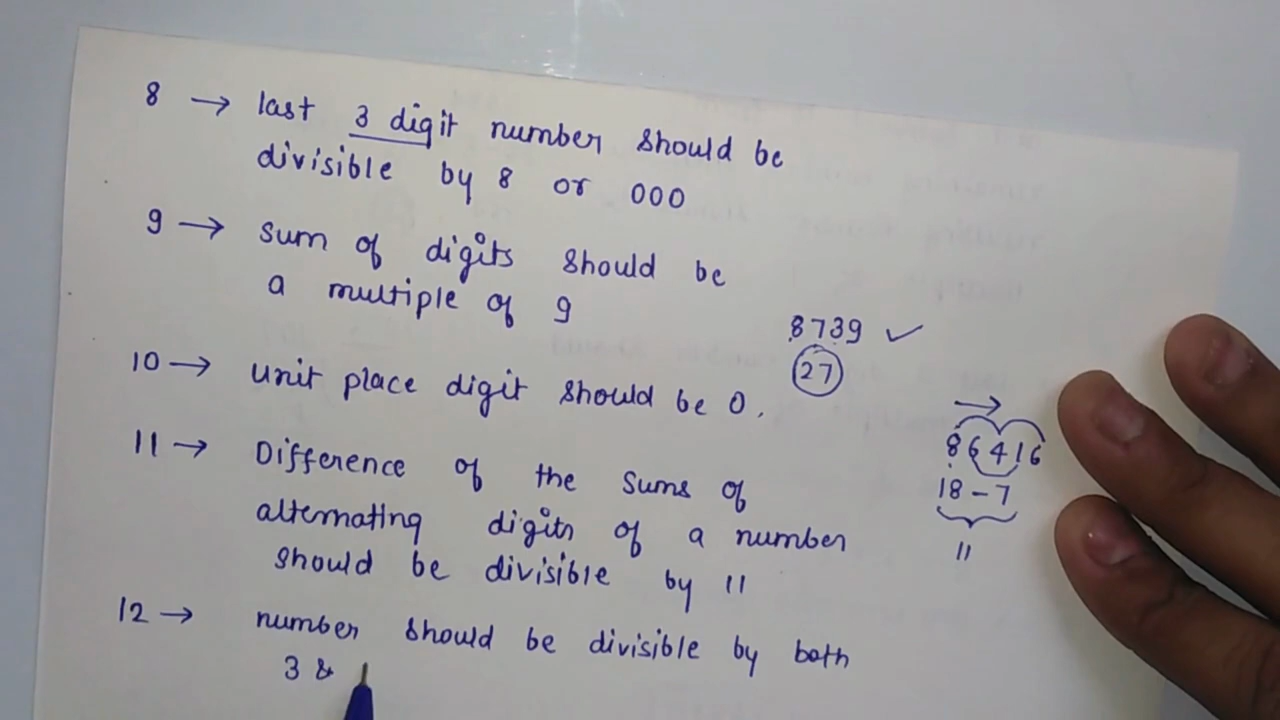 8 → last 3 digit number should be
divisible by 8 or 000
9 → sum of digits should be
a multiple of 9
8739 ✓
27
10 → unit place digit should be 0.
→
86416
18 - 7
11
11 → Difference of the sums of
alternating digits of a number
should be divisible by 11
12 → number should be divisible by both
3 &